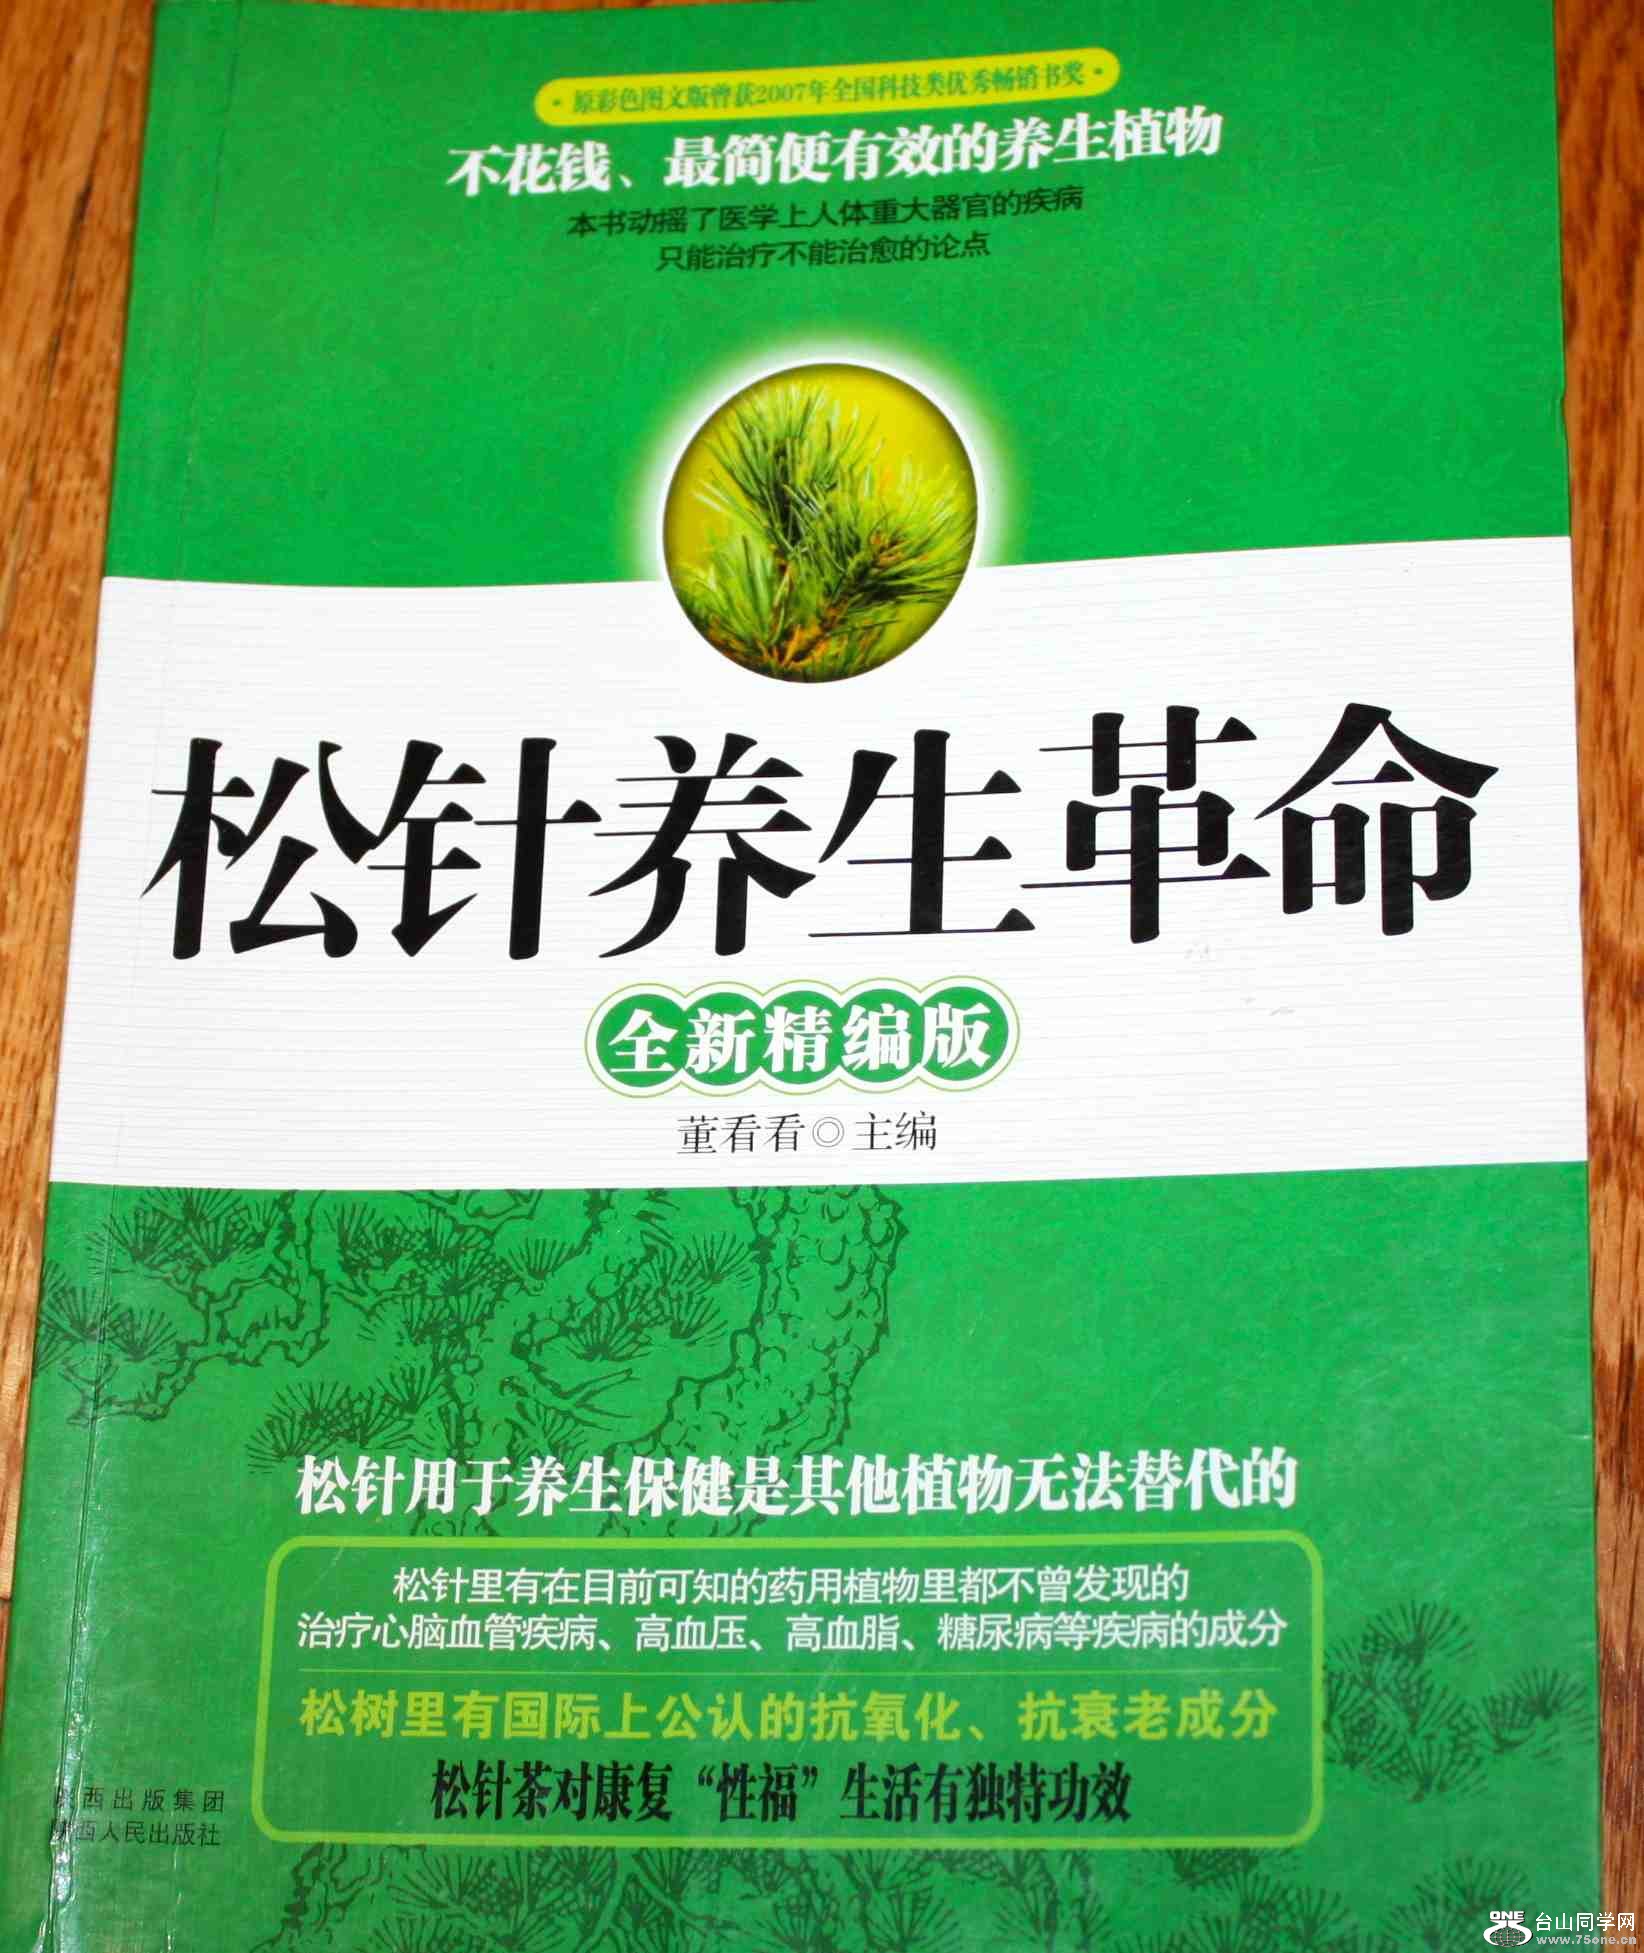 ·原彩色图文版曾获2007年全国科技类优秀畅销书奖·
不花钱、最简便有效的养生植物
本书动摇了医学上人体重大器官的疾病
只能治疗不能治愈的论点
松针养生革命
全新精编版
董看看◎主编
松针用于养生保健是其他植物无法替代的
松针里有在目前可知的药用植物里都不曾发现的
治疗心脑血管疾病、高血压、高血脂、糖尿病等疾病的成分
松树里有国际上公认的抗氧化、抗衰老成分
松针茶对康复“性福”生活有独特功效
陕西出版集团
陕西人民出版社
ONE 台山同学网
www.75one.cn